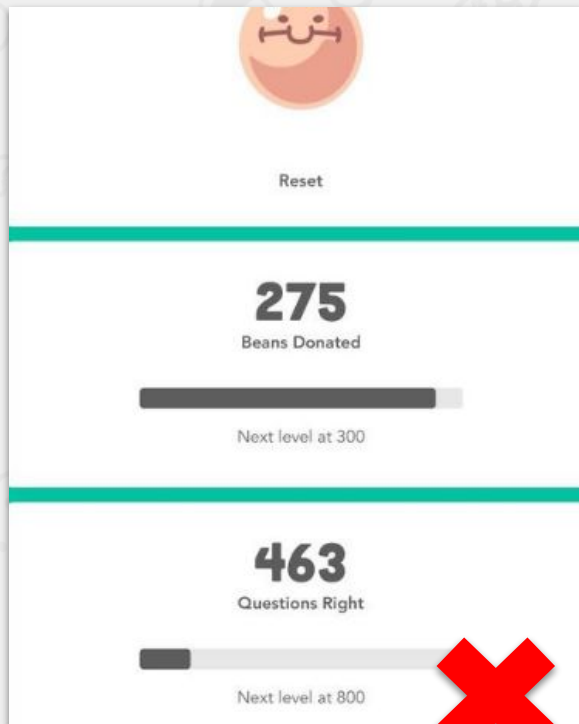 Reset
275
Beans Donated
Next level at 300
463
Questions Right
Next level at 800